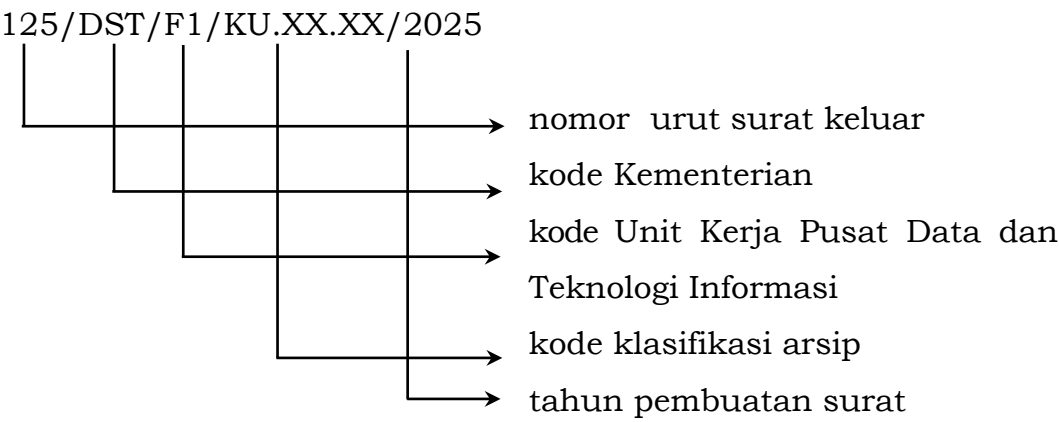 125/DST/F1/KU.XX.XX/2025
nomor urut surat keluar
kode Kementerian
kode Unit Kerja Pusat Data dan
Teknologi Informasi
kode klasifikasi arsip
tahun pembuatan surat